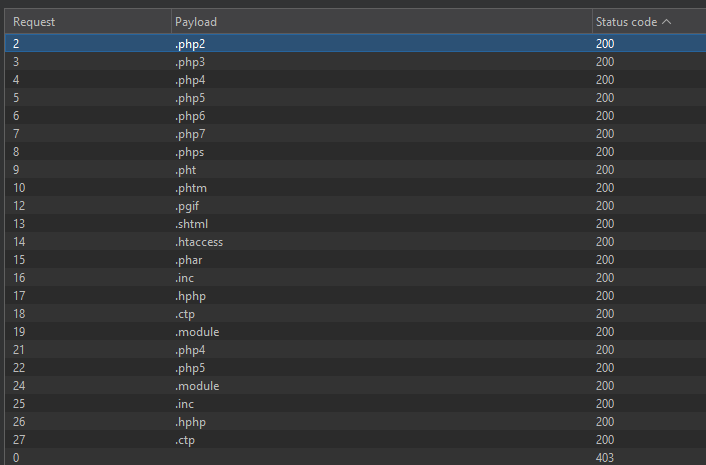 Request Payload Status code
2 .php2 200
3 .php3 200
4 .php4 200
5 .php5 200
6 .php6 200
7 .php7 200
8 .phps 200
9 .pht 200
10 .phtm 200
12 .pgif 200
13 .shtml 200
14 .htaccess 200
15 .phar 200
16 .inc 200
17 .hphp 200
18 .ctp 200
19 .module 200
21 .php4 200
22 .php5 200
24 .module 200
25 .inc 200
26 .hphp 200
27 .ctp 200
0 403